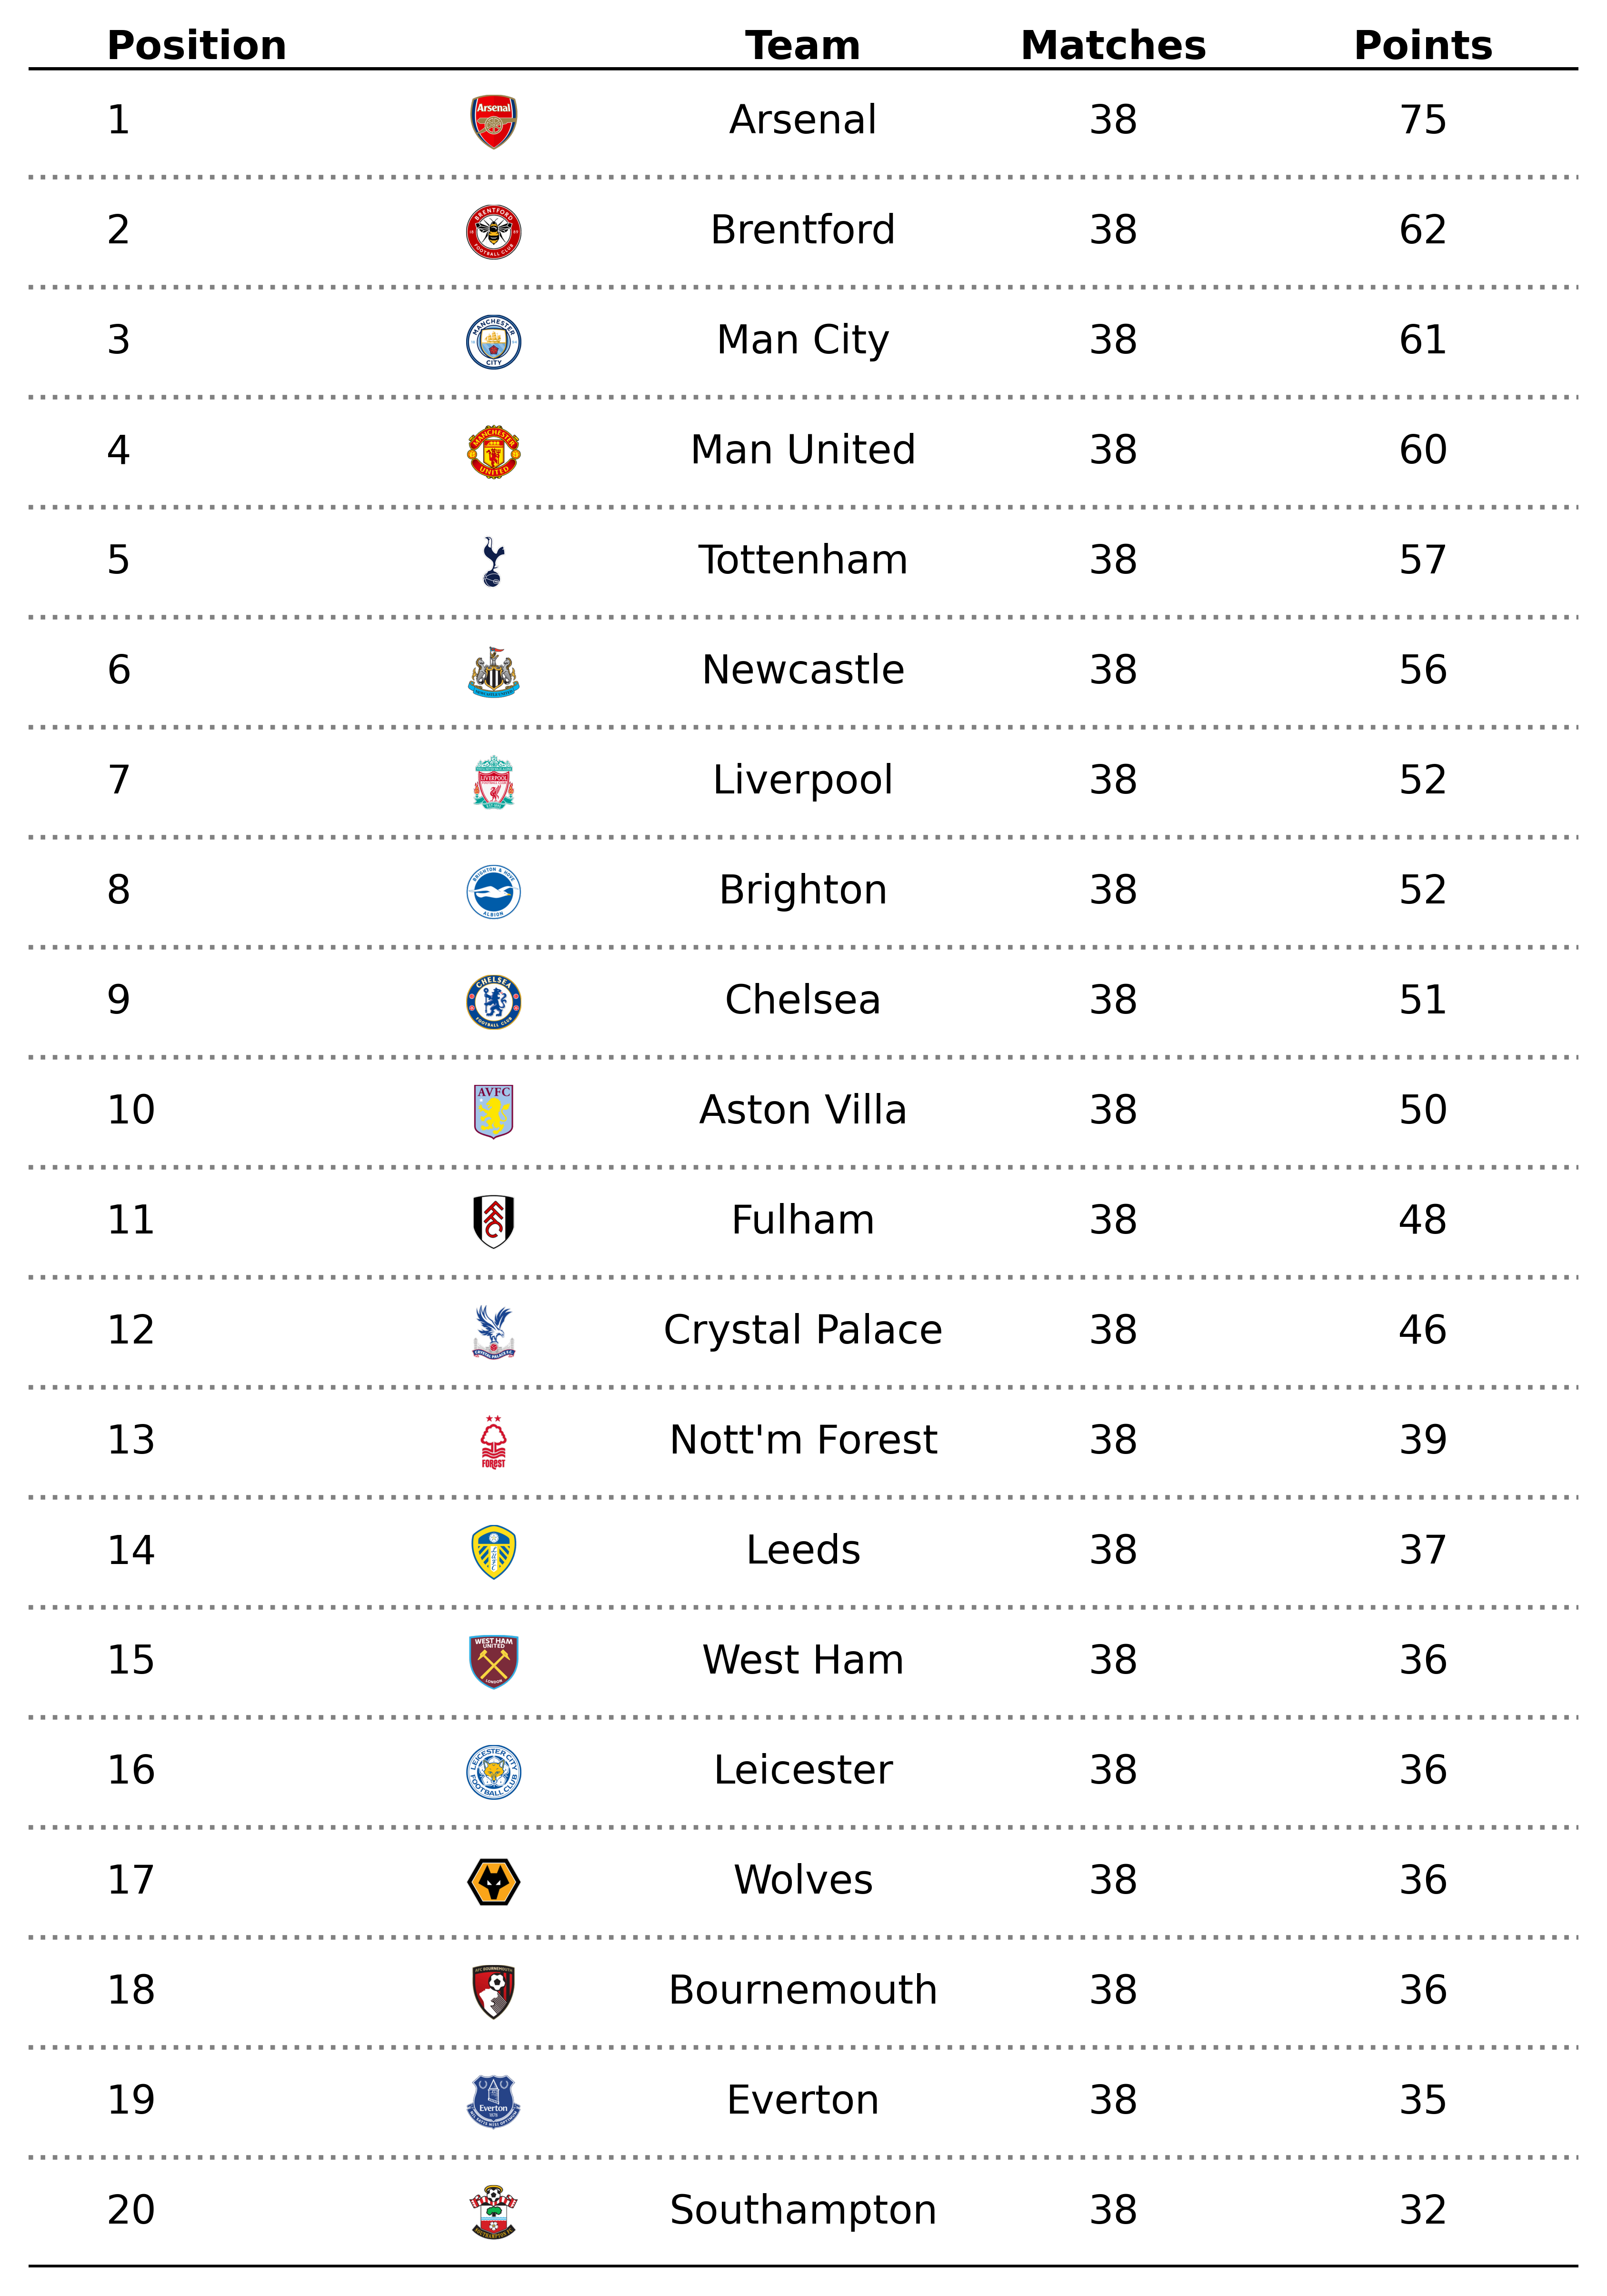 Position Team Matches Points
1 Arsenal Arsenal 38 75
2 BRENTFORD FOOTBALL CLUB Brentford 38 62
3 MANCHESTER CITY Man City 38 61
4 MANCHESTER UNITED Man United 38 60
5 Tottenham 38 57
6 Newcastle 38 56
7 LIVERPOOL Liverpool 38 52
8 BRIGHTON & HOVE ALBION Brighton 38 52
9 CHELSEA FOOTBALL CLUB Chelsea 38 51
10 AVFC Aston Villa 38 50
11 Fulham 38 48
12 Crystal Palace 38 46
13 FOREST Nott'm Forest 38 39
14 Leeds 38 37
15 WEST HAM UNITED LONDON West Ham 38 36
16 LEICESTER CITY FOOTBALL CLUB Leicester 38 36
17 Wolves 38 36
18 AFC BOURNEMOUTH Bournemouth 38 36
19 Everton 1878 Everton 38 35
20 Southampton 38 32